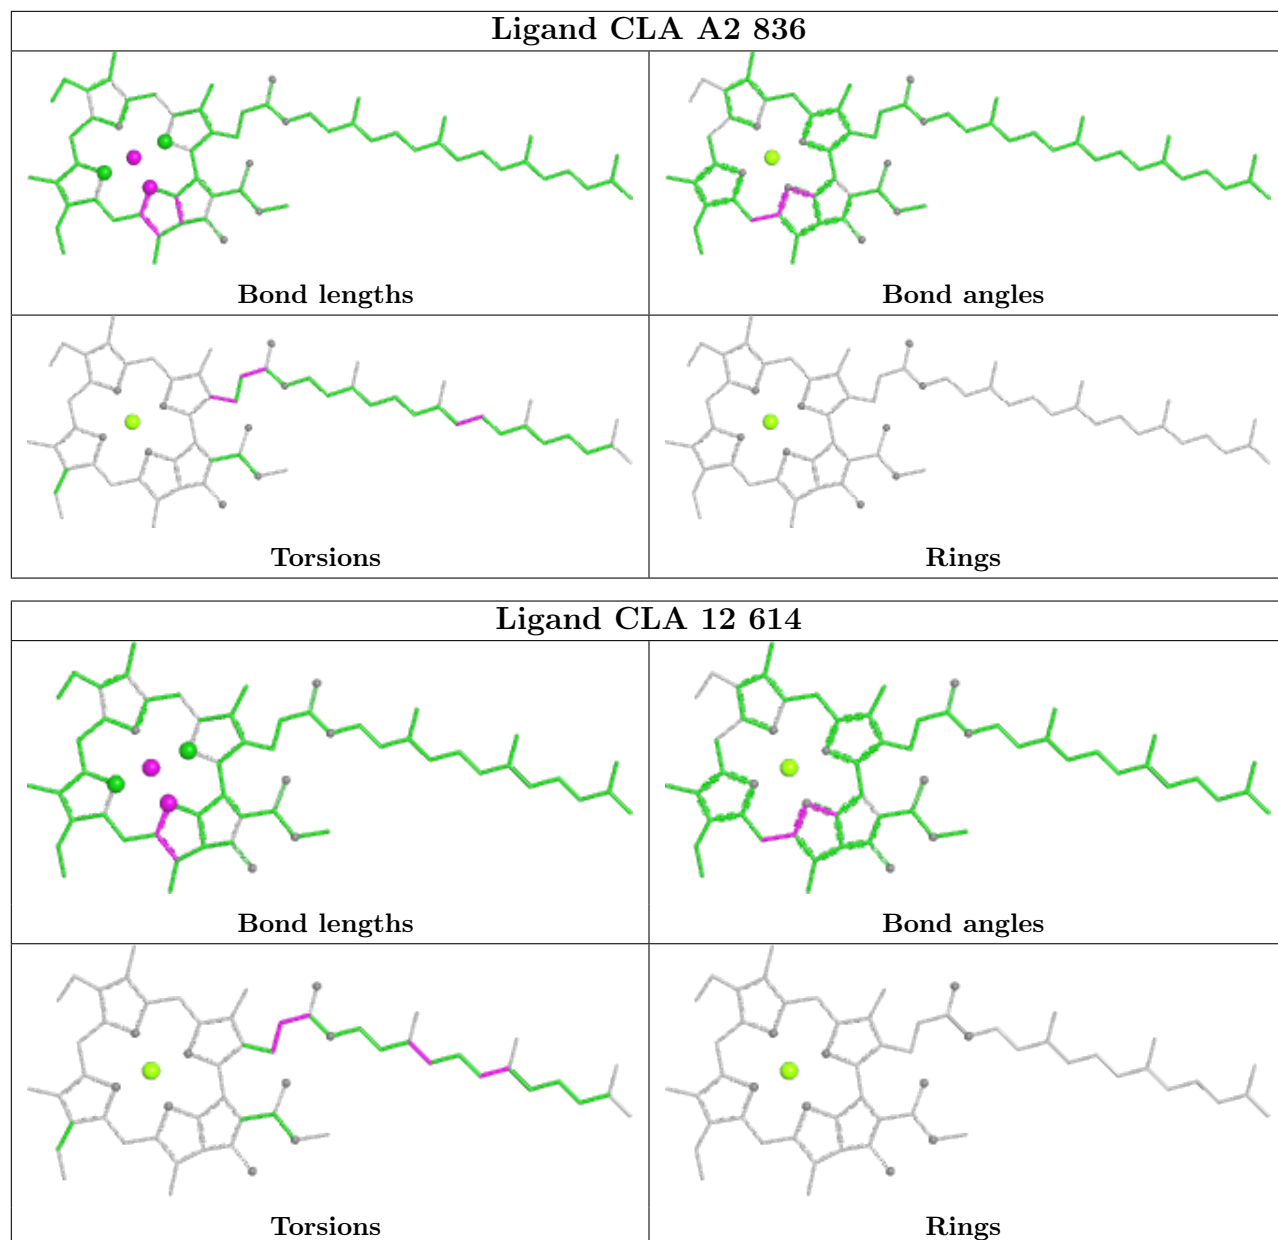 Ligand CLA A2 836
Bond lengths
Bond angles
Torsions
Rings
Ligand CLA 12 614
Bond lengths
Bond angles
Torsions
Rings